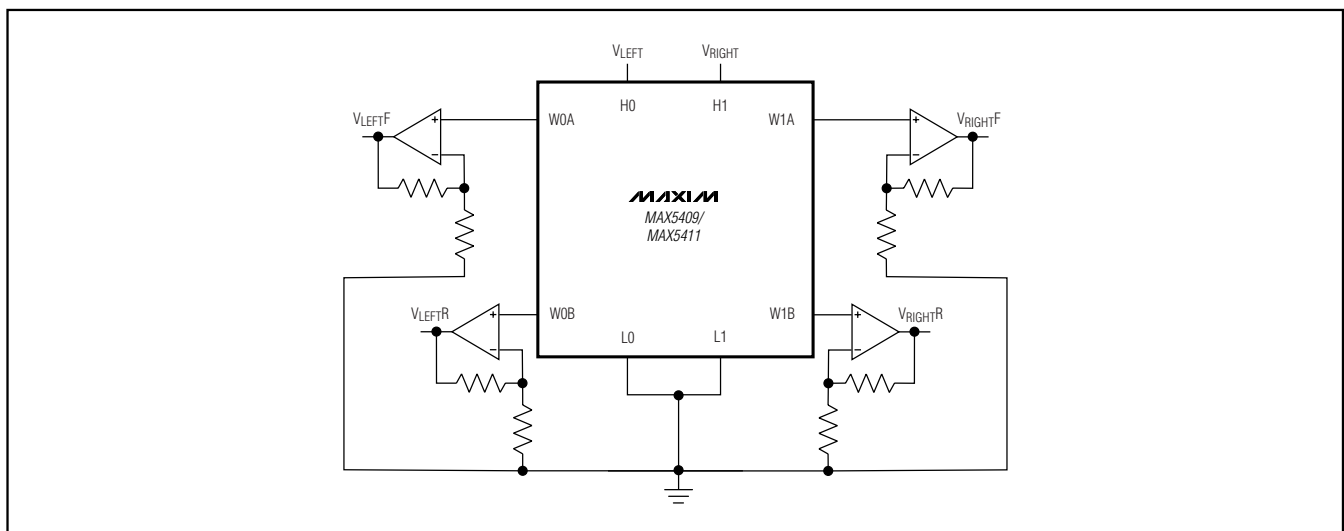 VLEFT VRIGHT
H0 H1
VLEFTF + W0A W1A + VRIGHTF
− −
MAXIM
MAX5409/
MAX5411
VLEFTR + W0B W1B + VRIGHTR
− L0 L1 −